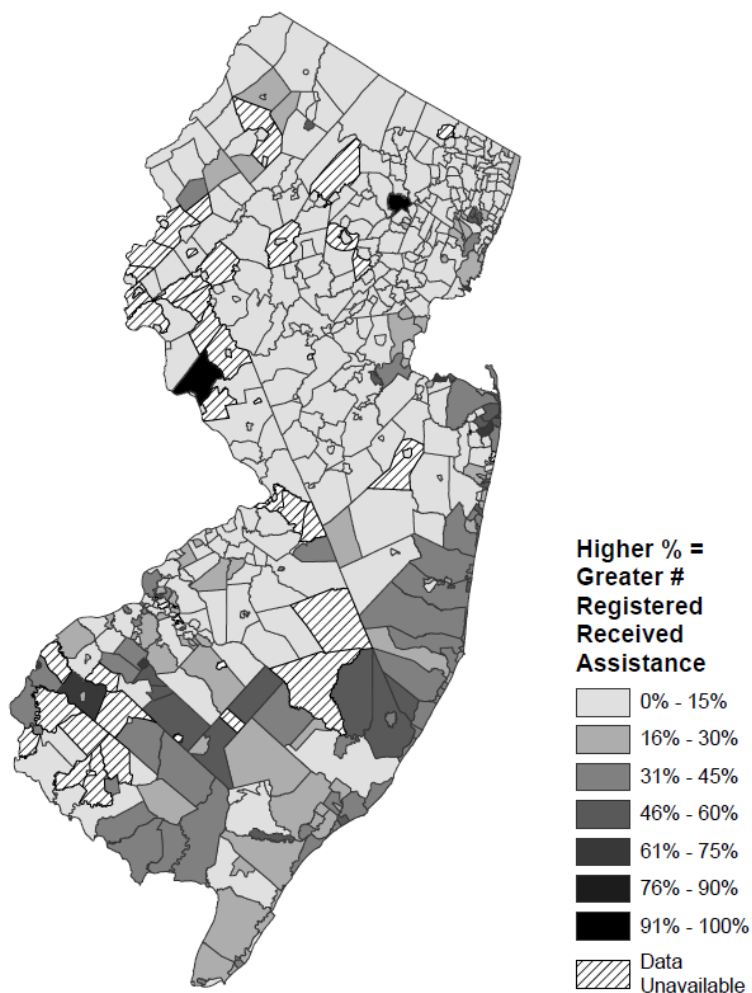 Higher % =
Greater #
Registered
Received
Assistance
0% - 15%
16% - 30%
31% - 45%
46% - 60%
61% - 75%
76% - 90%
91% - 100%
Data
Unavailable